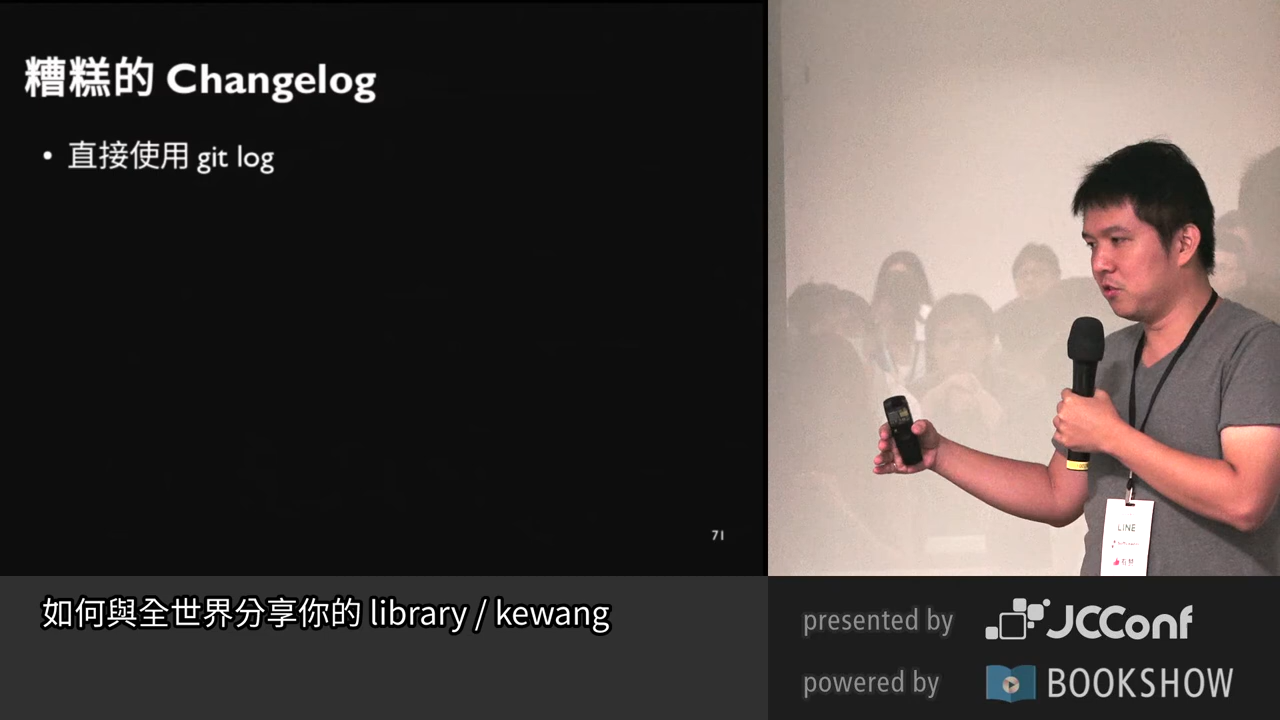 糟糕的 Changelog
• 直接使用 git log
71
LINE
如何與全世界分享你的 library / kewang
presented by JCConf
powered by BOOKSHOW